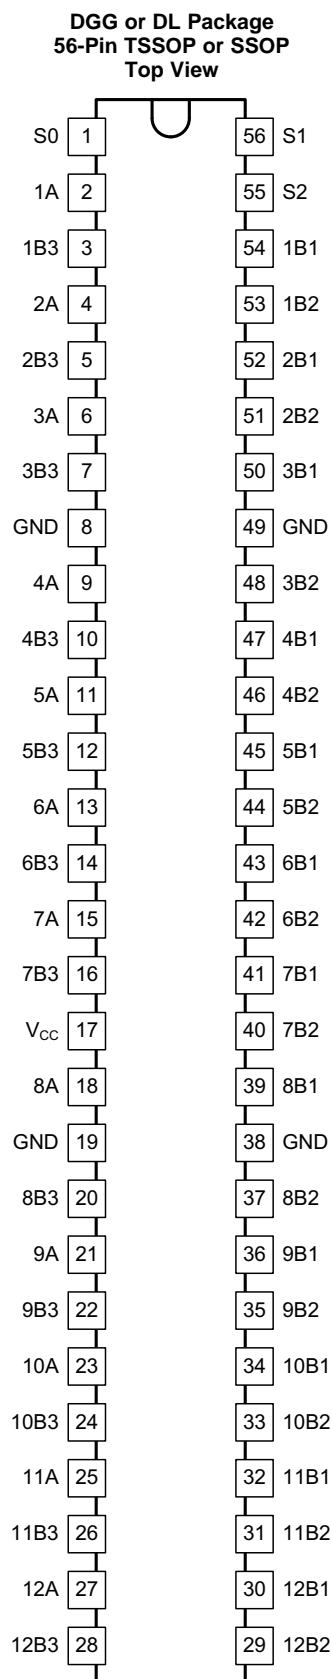 DGG or DL Package
56-Pin TSSOP or SSOP
Top View
S0 1 56 S1
1A 2 55 S2
1B3 3 54 1B1
2A 4 53 1B2
2B3 5 52 2B1
3A 6 51 2B2
3B3 7 50 3B1
GND 8 49 GND
4A 9 48 3B2
4B3 10 47 4B1
5A 11 46 4B2
5B3 12 45 5B1
6A 13 44 5B2
6B3 14 43 6B1
7A 15 42 6B2
7B3 16 41 7B1
VCC 17 40 7B2
8A 18 39 8B1
GND 19 38 GND
8B3 20 37 8B2
9A 21 36 9B1
9B3 22 35 9B2
10A 23 34 10B1
10B3 24 33 10B2
11A 25 32 11B1
11B3 26 31 11B2
12A 27 30 12B1
12B3 28 29 12B2